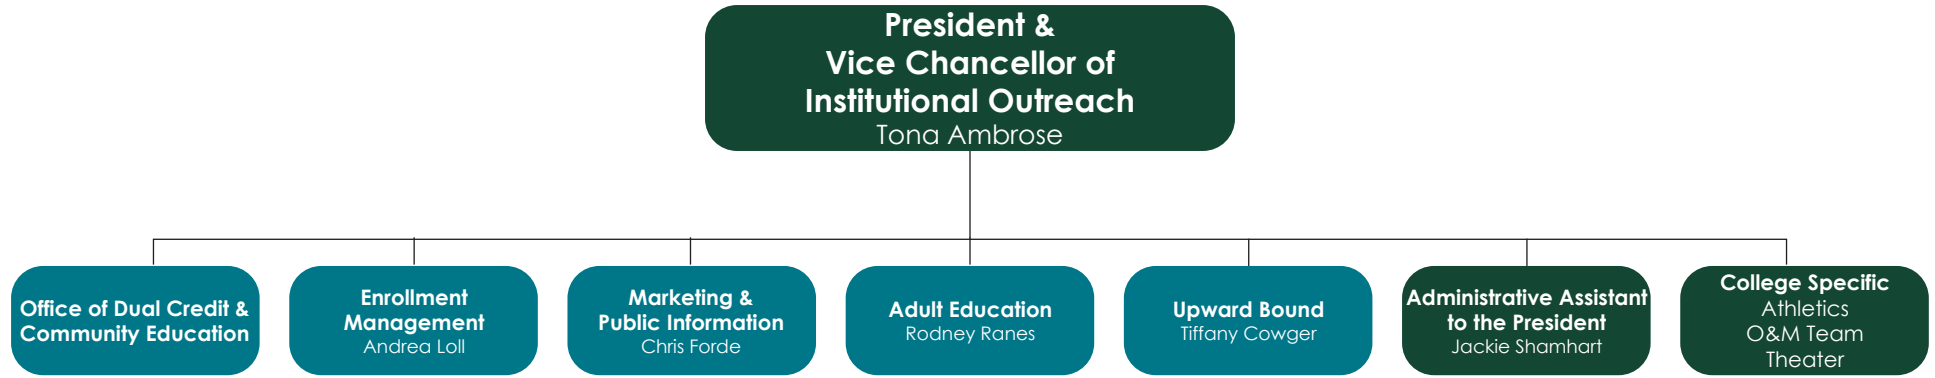 President &
Vice Chancellor of
Institutional Outreach
Tona Ambrose
Office of Dual Credit &
Community Education
Enrollment
Management
Andrea Loll
Marketing &
Public Information
Chris Forde
Adult Education
Rodney Ranes
Upward Bound
Tiffany Cowger
Administrative Assistant
to the President
Jackie Shamhart
College Specific
Athletics
O&M Team
Theater